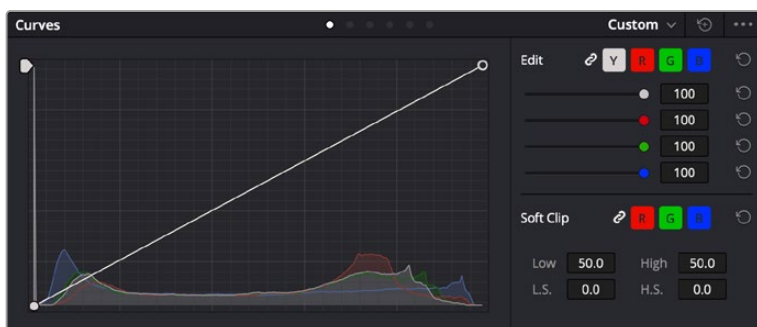 Curves
Custom
Edit Y R G B
100
100
100
100
Soft Clip R G B
Low 50.0 High 50.0
L.S. 0.0 H.S. 0.0